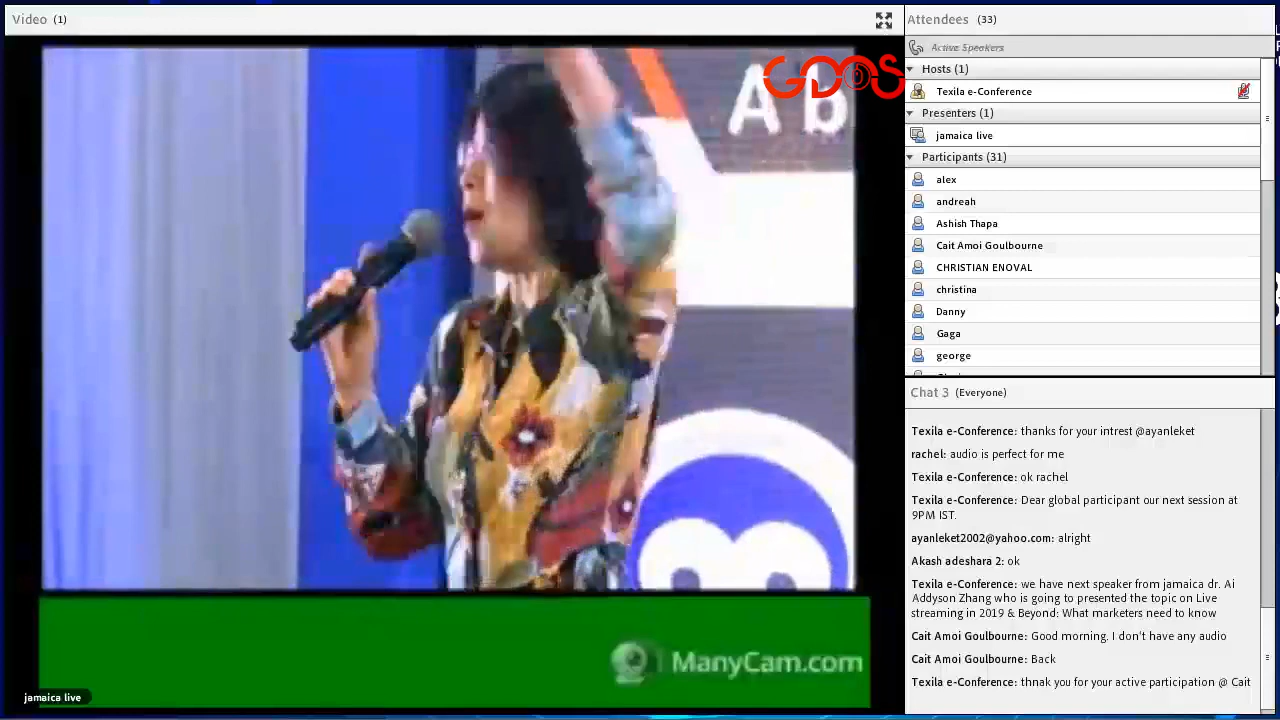 Video (1)
GDOS
Ab
ManyCam.com
jamaica live
Attendees (33)
Active Speakers
Hosts (1)
Texila e-Conference
Presenters (1)
jamaica live
Participants (31)
alex
andreah
Ashish Thapa
Cait Amoi Goulbourne
CHRISTIAN ENOVAL
christina
Danny
Gaga
george
Chat 3 (Everyone)
Texila e-Conference: thanks for your intrest @ayanleket
rachel: audio is perfect for me
Texila e-Conference: ok rachel
Texila e-Conference: Dear global participant our next session at
9PM IST.
ayanleket2002@yahoo.com: alright
Akash adeshara 2: ok
Texila e-Conference: we have next speaker from jamaica dr. Ai
Addyson Zhang who is going to presented the topic on Live
streaming in 2019 & Beyond: What marketers need to know
Cait Amoi Goulbourne: Good morning. I don't have any audio
Cait Amoi Goulbourne: Back
Texila e-Conference: thnak you for your active participation @ Cait